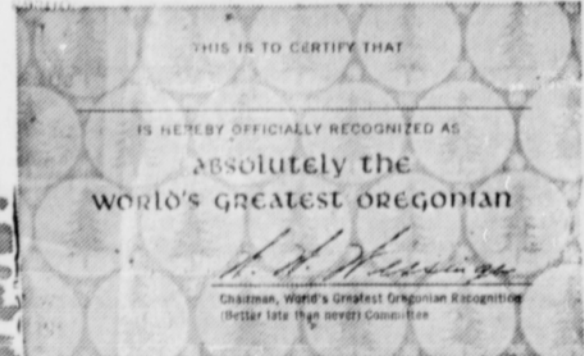 THIS IS TO CERTIFY THAT
IS HEREBY OFFICIALLY RECOGNIZED AS
ABSOLUTELY THE
WORLD'S GREATEST OREGONIAN
Chairman, World's Greatest Oregonian Recognition
(Better late than never) Committee